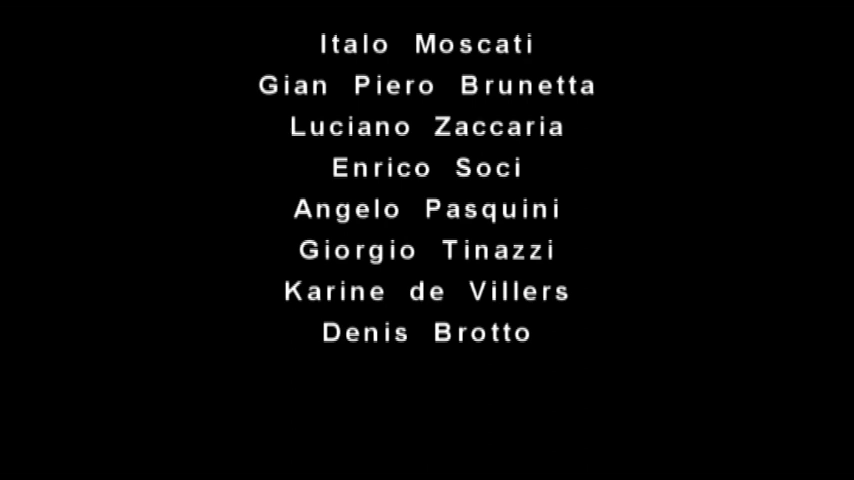 Italo Moscati
Gian Piero Brunetta
Luciano Zaccaria
Enrico Soci
Angelo Pasquini
Giorgio Tinazzi
Karine de Villers
Denis Brotto